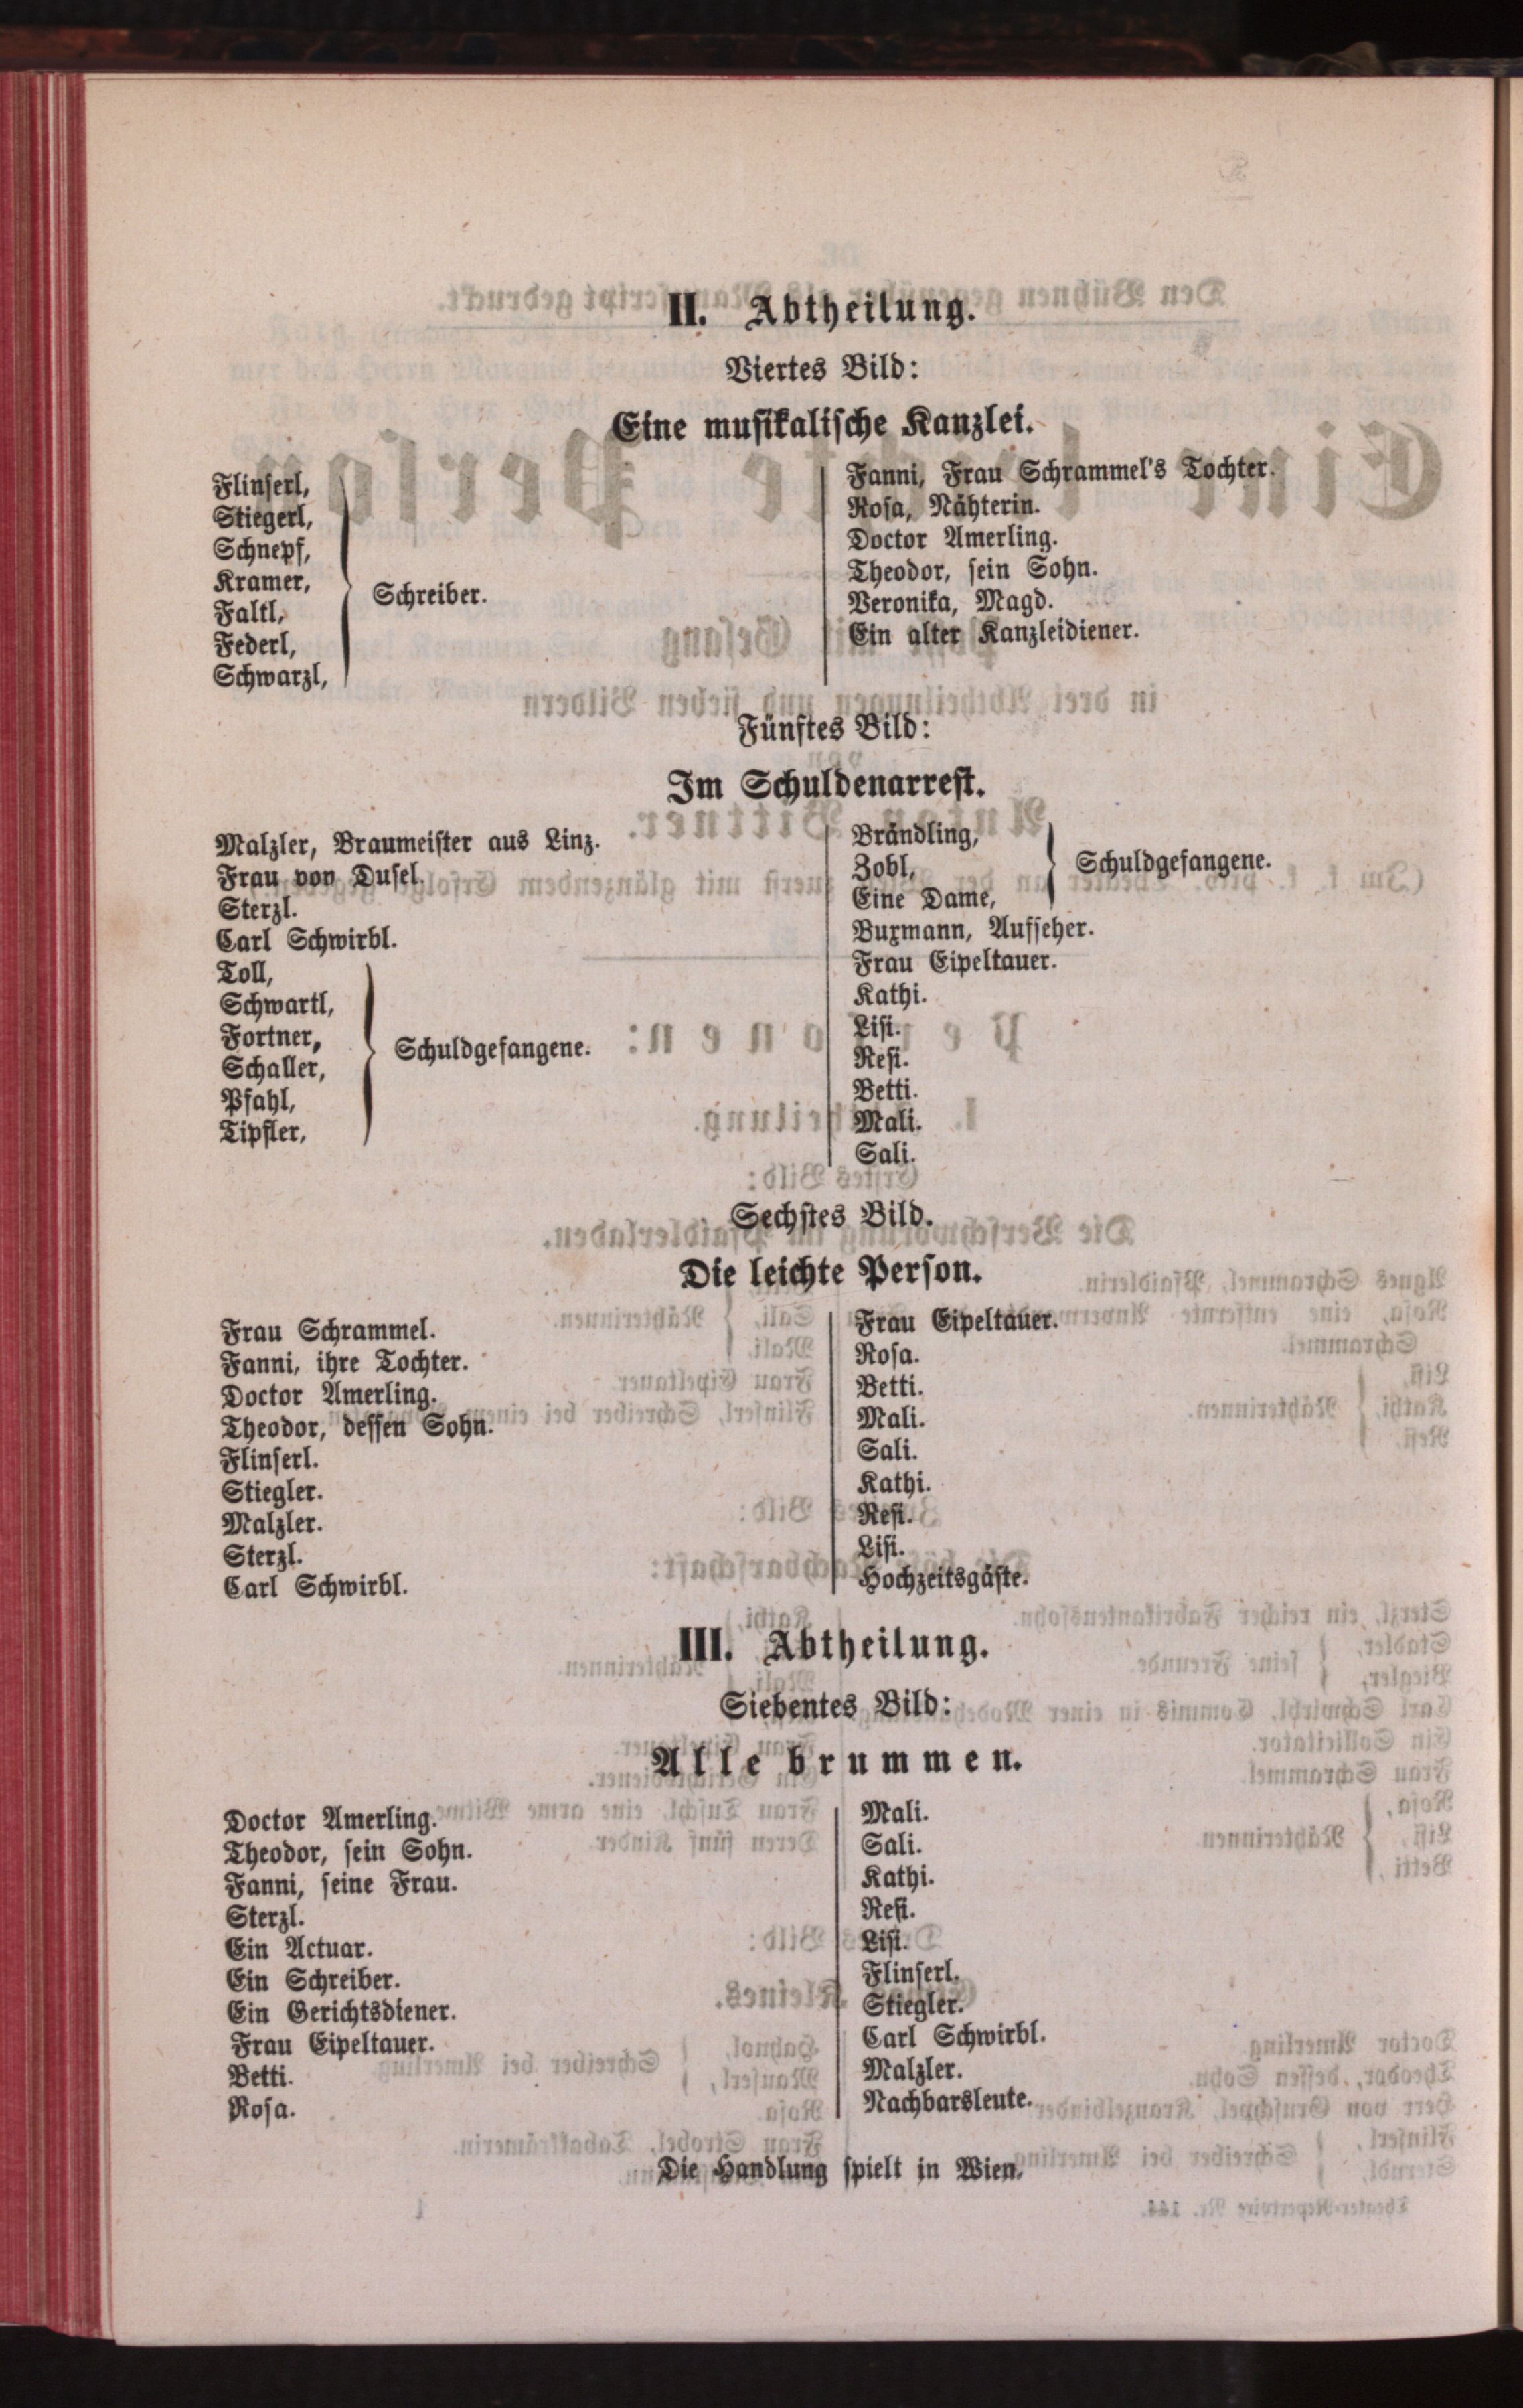 II. Abtheilung.
Viertes Bild:
Eine musikalische Kanzlei.
Flinserl,
Stiegerl,
Schnepf,
Kramer,
Faltl,
Federl,
Schwarzl,
Schreiber.
Fanni, Frau Schrammel's Tochter.
Rosa, Nähterin.
Doctor Amerling.
Theodor, sein Sohn.
Veronika, Magd.
Ein alter Kanzleidiener.
Fünftes Bild:
Im Schuldenarrest.
Malzler, Braumeister aus Linz.
Frau von Dusel.
Sterzl.
Carl Schwirbl.
Toll,
Schwartl,
Fortner,
Schaller,
Pfahl,
Tipfler,
Schuldgefangene.
Brändling,
Zobl,
Eine Dame,
Schuldgefangene.
Buxmann, Aufseher.
Frau Eipeltauer.
Kathi.
Lisi.
Resi.
Betti.
Mali.
Sali.
Sechstes Bild.
Die leichte Person.
Frau Schrammel.
Fanni, ihre Tochter.
Doctor Amerling.
Theodor, dessen Sohn.
Flinserl.
Stiegler.
Malzler.
Sterzl.
Carl Schwirbl.
Frau Eipeltauer.
Rosa.
Betti.
Mali.
Sali.
Kathi.
Resi.
Lisi.
Hochzeitsgäste.
III. Abtheilung.
Siebentes Bild:
Alle brummen.
Doctor Amerling.
Theodor, sein Sohn.
Fanni, seine Frau.
Sterzl.
Ein Actuar.
Ein Schreiber.
Ein Gerichtsdiener.
Frau Eipeltauer.
Betti.
Rosa.
Mali.
Sali.
Kathi.
Resi.
Lisi.
Flinserl.
Stiegler.
Carl Schwirbl.
Malzler.
Nachbarsleute.
Die Handlung spielt in Wien.